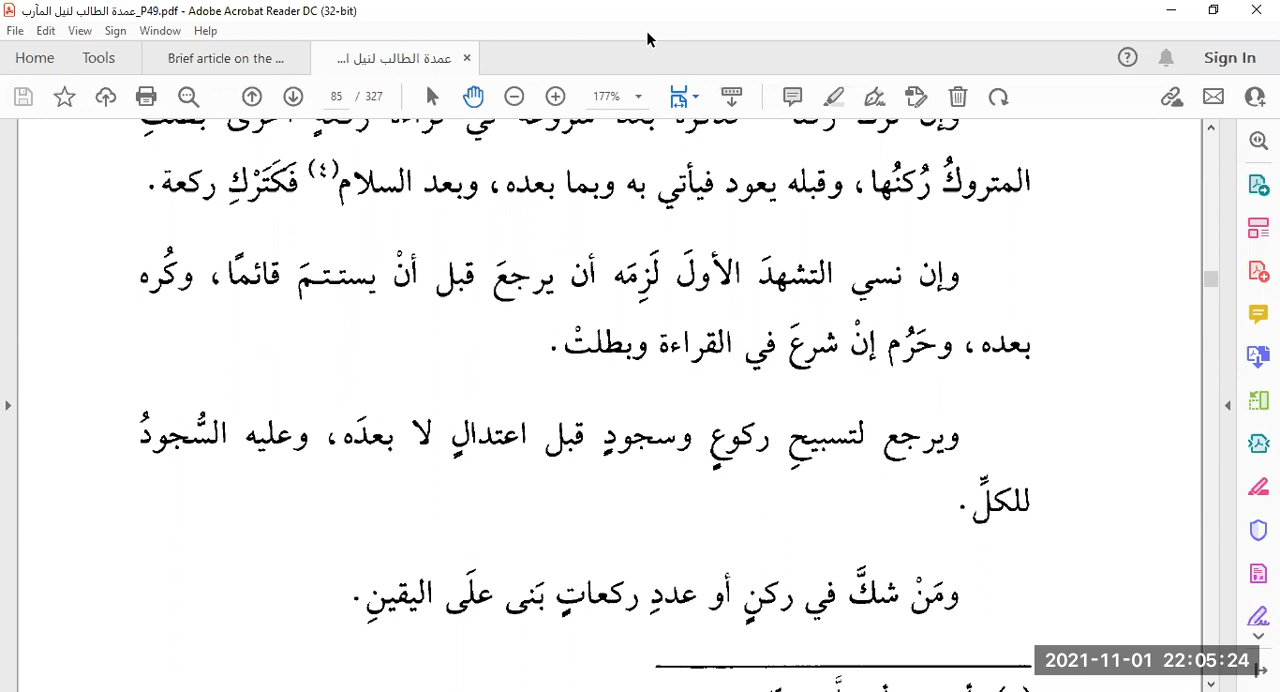 عمدة الطالب لنيل المآرب_P49.pdf - Adobe Acrobat Reader DC (32-bit)
File Edit View Sign Window Help
Home Tools Brief article on the ... عمدة الطالب لنيل ا... × Sign In
85 / 327 177%
المتروكُ رُكنُها، وقبله يعود فيأتي به وبما بعده، وبعد السلام(٤) فَكَتَرْكِ ركعة.
وإن نسي التشهدَ الأولَ لَزِمَه أن يرجعَ قبل أنْ يستـتـمَ قائمًا، وكُره
بعده، وحَرُم إنْ شرعَ في القراءة وبطلتْ.
ويرجع لتسبيحِ ركوعٍ وسجودٍ قبل اعتدالٍ لا بعدَه، وعليه السُّجودُ
للكلِّ.
ومَنْ شكَّ في ركنٍ أو عددِ ركعاتٍ بَنى علَى اليقينِ.
2021-11-01 22:05:24